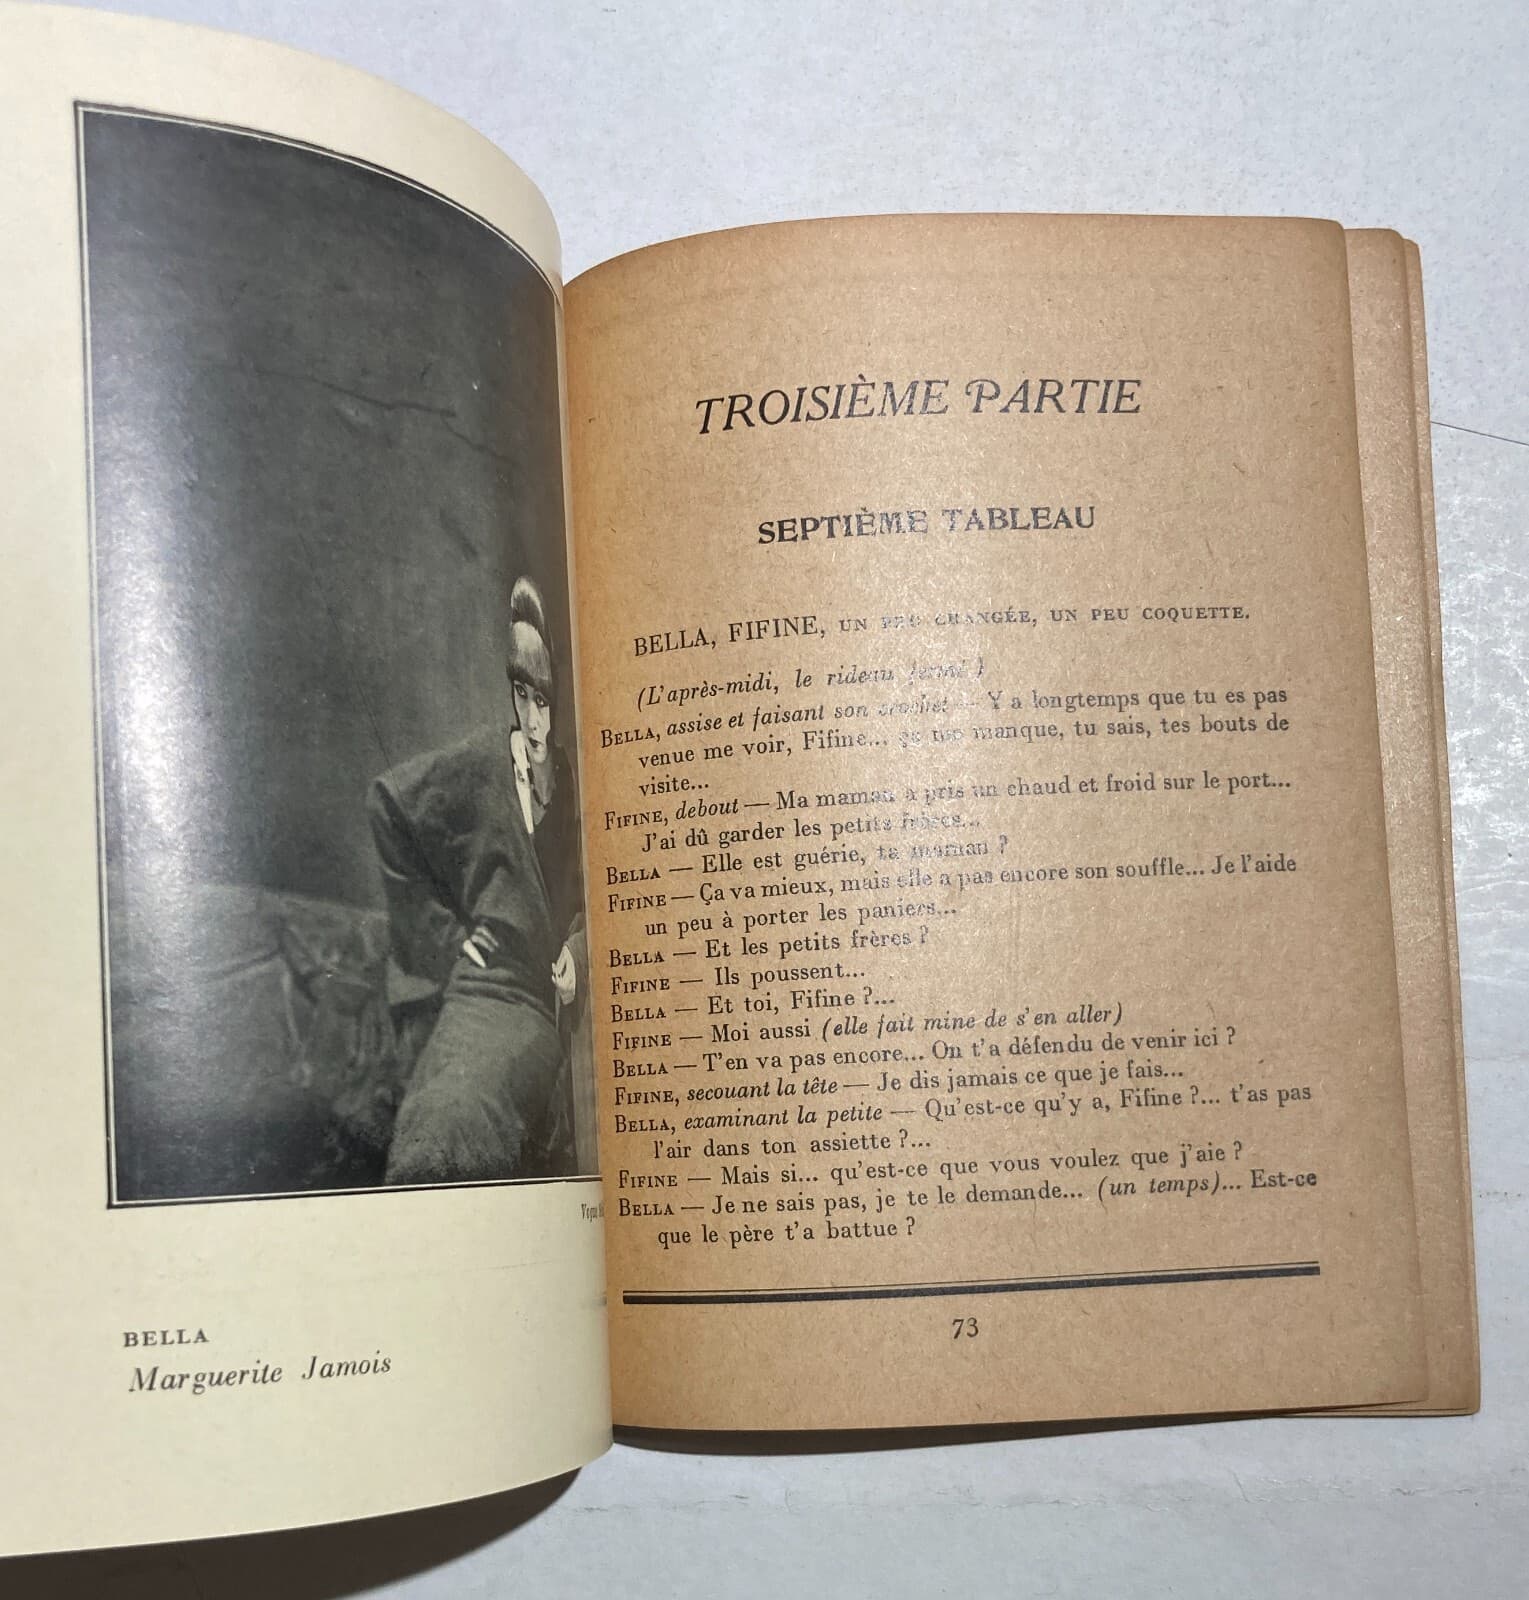 BELLA
Marguerite Jamois
TROISIÈME PARTIE
SEPTIÈME TABLEAU
BELLA, FIFINE, UN PEU CHANGÉE, UN PEU COQUETTE.
(L'après-midi, le rideau fermé)
BELLA, assise et faisant son crochet — Y a longtemps que tu es pas
venue me voir, Fifine... ça me manque, tu sais, tes bouts de
visite...
FIFINE, debout — Ma maman a pris un chaud et froid sur le port...
J'ai dû garder les petits frères...
BELLA — Elle est guérie, ta maman ?
FIFINE — Ça va mieux, mais elle a pas encore son souffle... Je l'aide
un peu à porter les paniers...
BELLA — Et les petits frères ?
FIFINE — Ils poussent...
BELLA — Et toi, Fifine ?...
FIFINE — Moi aussi (elle fait mine de s'en aller)
BELLA — T'en va pas encore... On t'a défendu de venir ici ?
FIFINE, secouant la tête — Je dis jamais ce que je fais...
BELLA, examinant la petite — Qu'est-ce qu'y a, Fifine ?... t'as pas
l'air dans ton assiette ?...
FIFINE — Mais si... qu'est-ce que vous voulez que j'aie ?
BELLA — Je ne sais pas, je te le demande... (un temps)... Est-ce
que le père t'a battue ?
73